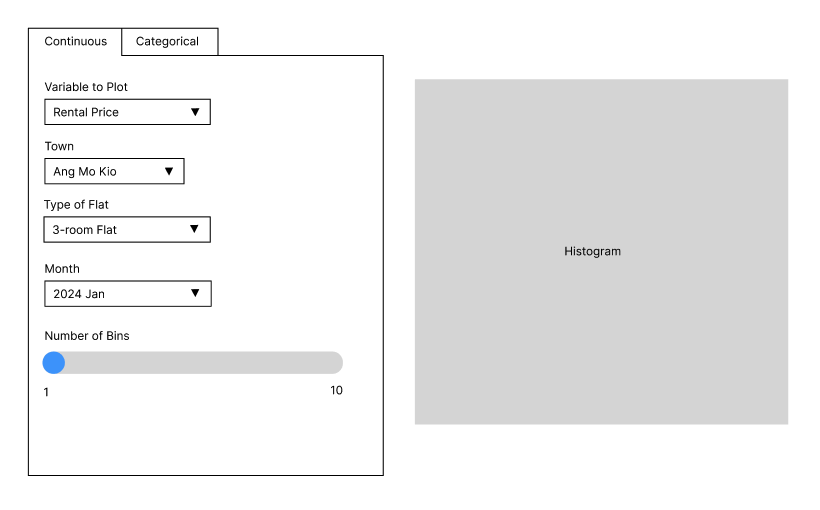 Continuous
Categorical
Variable to Plot
Rental Price ▼
Town
Ang Mo Kio ▼
Type of Flat
3-room Flat ▼
Month
2024 Jan ▼
Number of Bins
1
10
Histogram